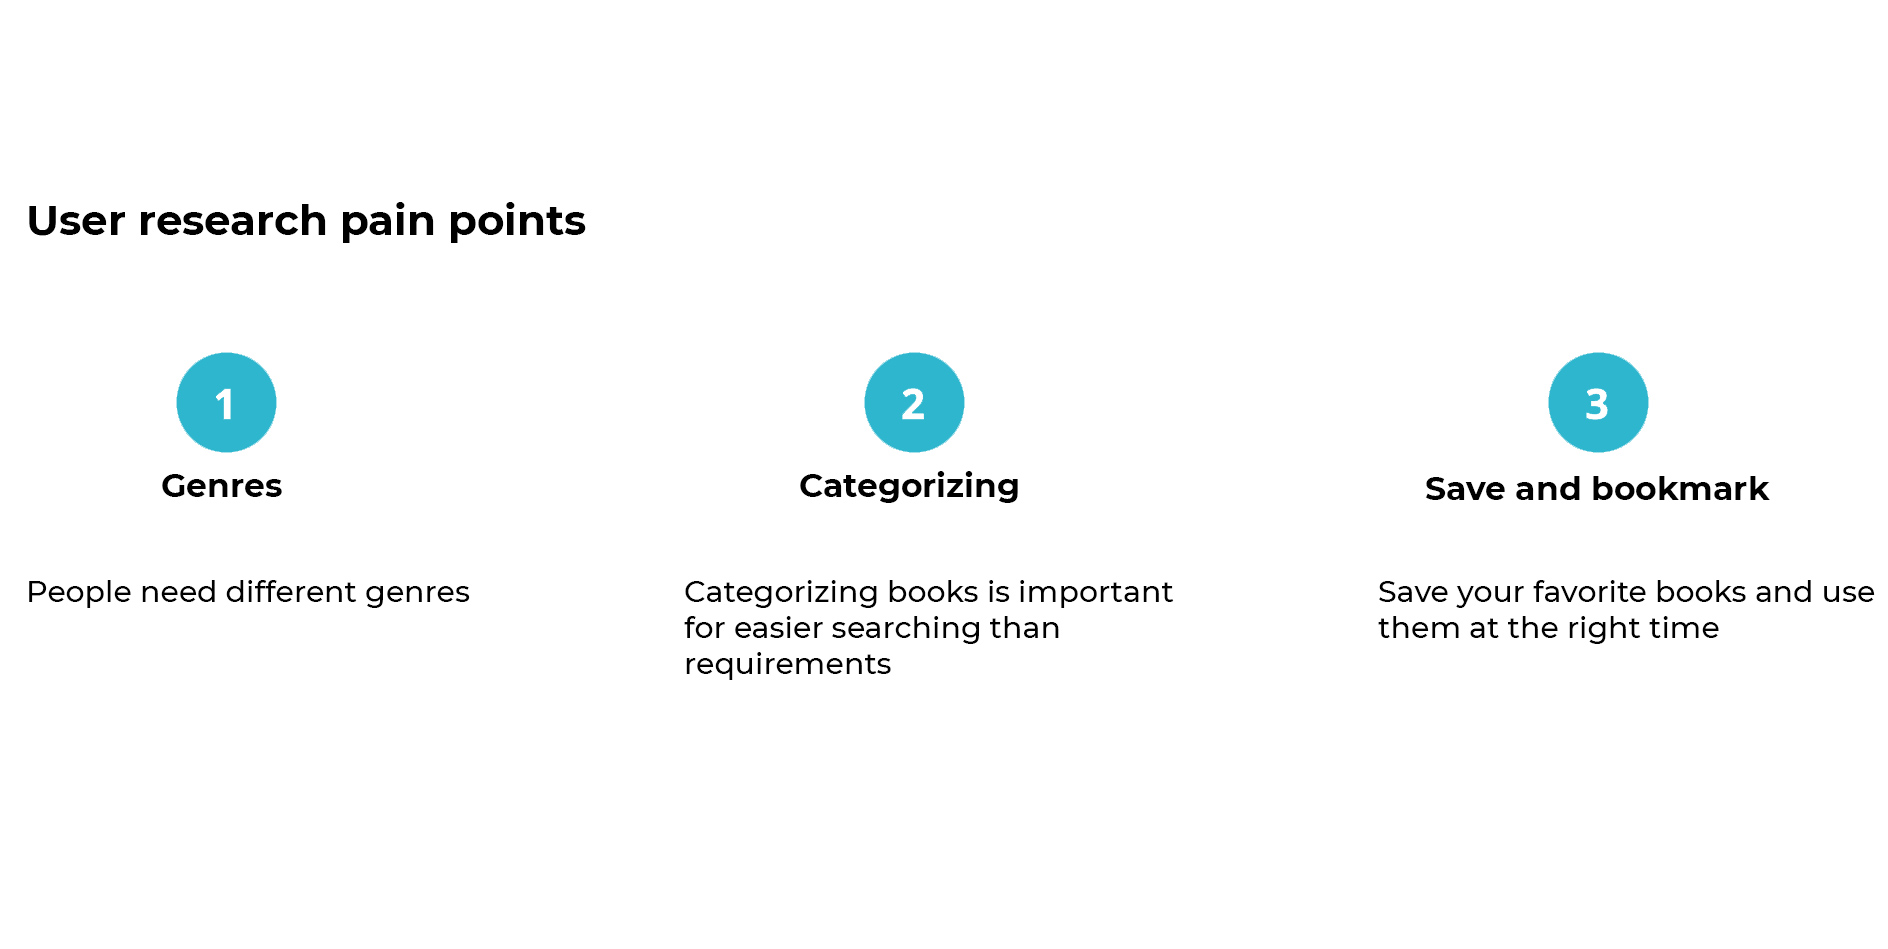 User research pain points
1
Genres
People need different genres
2
Categorizing
Categorizing books is important
for easier searching than
requirements
3
Save and bookmark
Save your favorite books and use
them at the right time